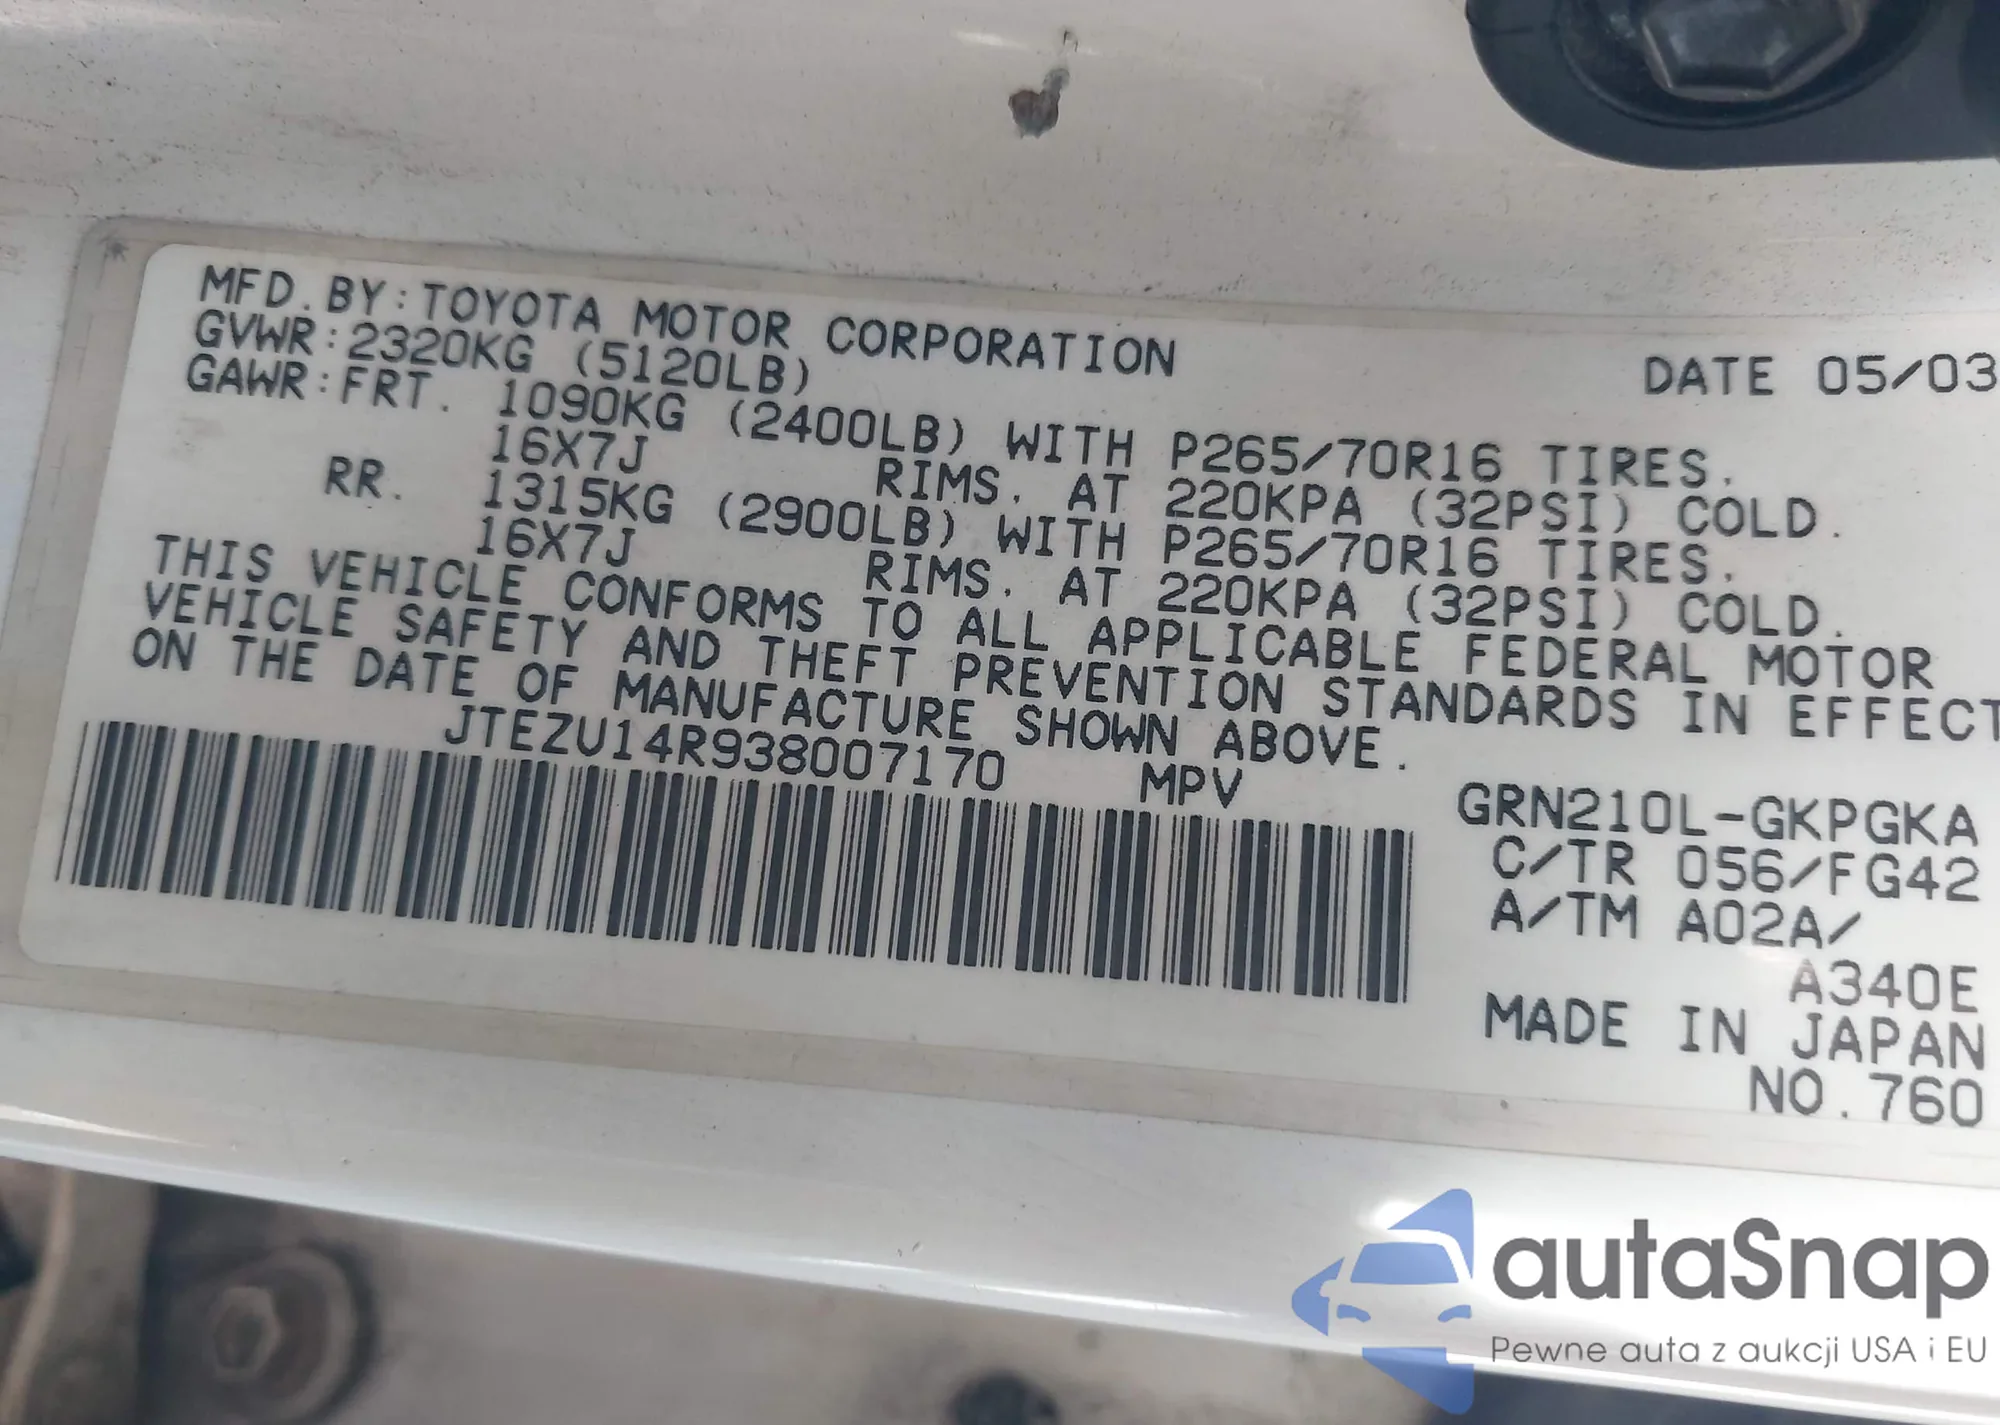 MFD. BY: TOYOTA MOTOR CORPORATION DATE 05/03
GVWR: 2320KG (5120LB)
GAWR: FRT. 1090KG (2400LB) WITH P265/70R16 TIRES.
16X7J RIMS. AT 220KPA (32PSI) COLD.
RR. 1315KG (2900LB) WITH P265/70R16 TIRES.
16X7J RIMS. AT 220KPA (32PSI) COLD.
THIS VEHICLE CONFORMS TO ALL APPLICABLE FEDERAL MOTOR
VEHICLE SAFETY AND THEFT PREVENTION STANDARDS IN EFFECT
ON THE DATE OF MANUFACTURE SHOWN ABOVE.
JTEZU14R938007170 MPV
GRN210L-GKPGKA
C/TR 056/FG42
A/TM A02A/
A340E
MADE IN JAPAN
NO. 760
autaSnap
Pewne auta z aukcji USA i EU